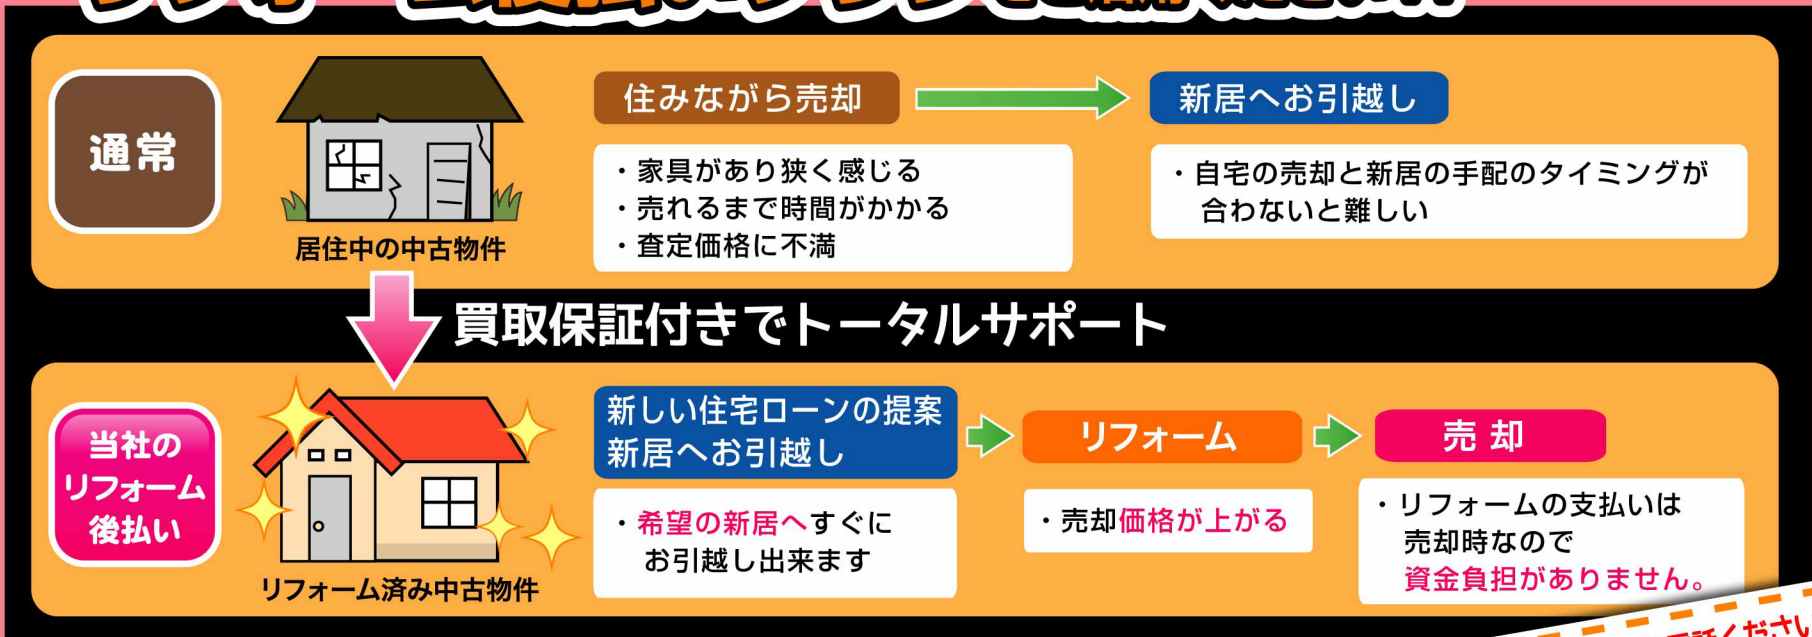 通常
居住中の中古物件
住みながら売却
・家具があり狭く感じる
・売れるまで時間がかかる
・査定価格に不満
新居へお引越し
・自宅の売却と新居の手配のタイミングが
合わないと難しい
買取保証付きでトータルサポート
当社の
リフォーム
後払い
リフォーム済み中古物件
新しい住宅ローンの提案
新居へお引越し
・希望の新居へすぐに
お引越し出来ます
リフォーム
・売却価格が上がる
売却
・リフォームの支払いは
売却時なので
資金負担がありません。